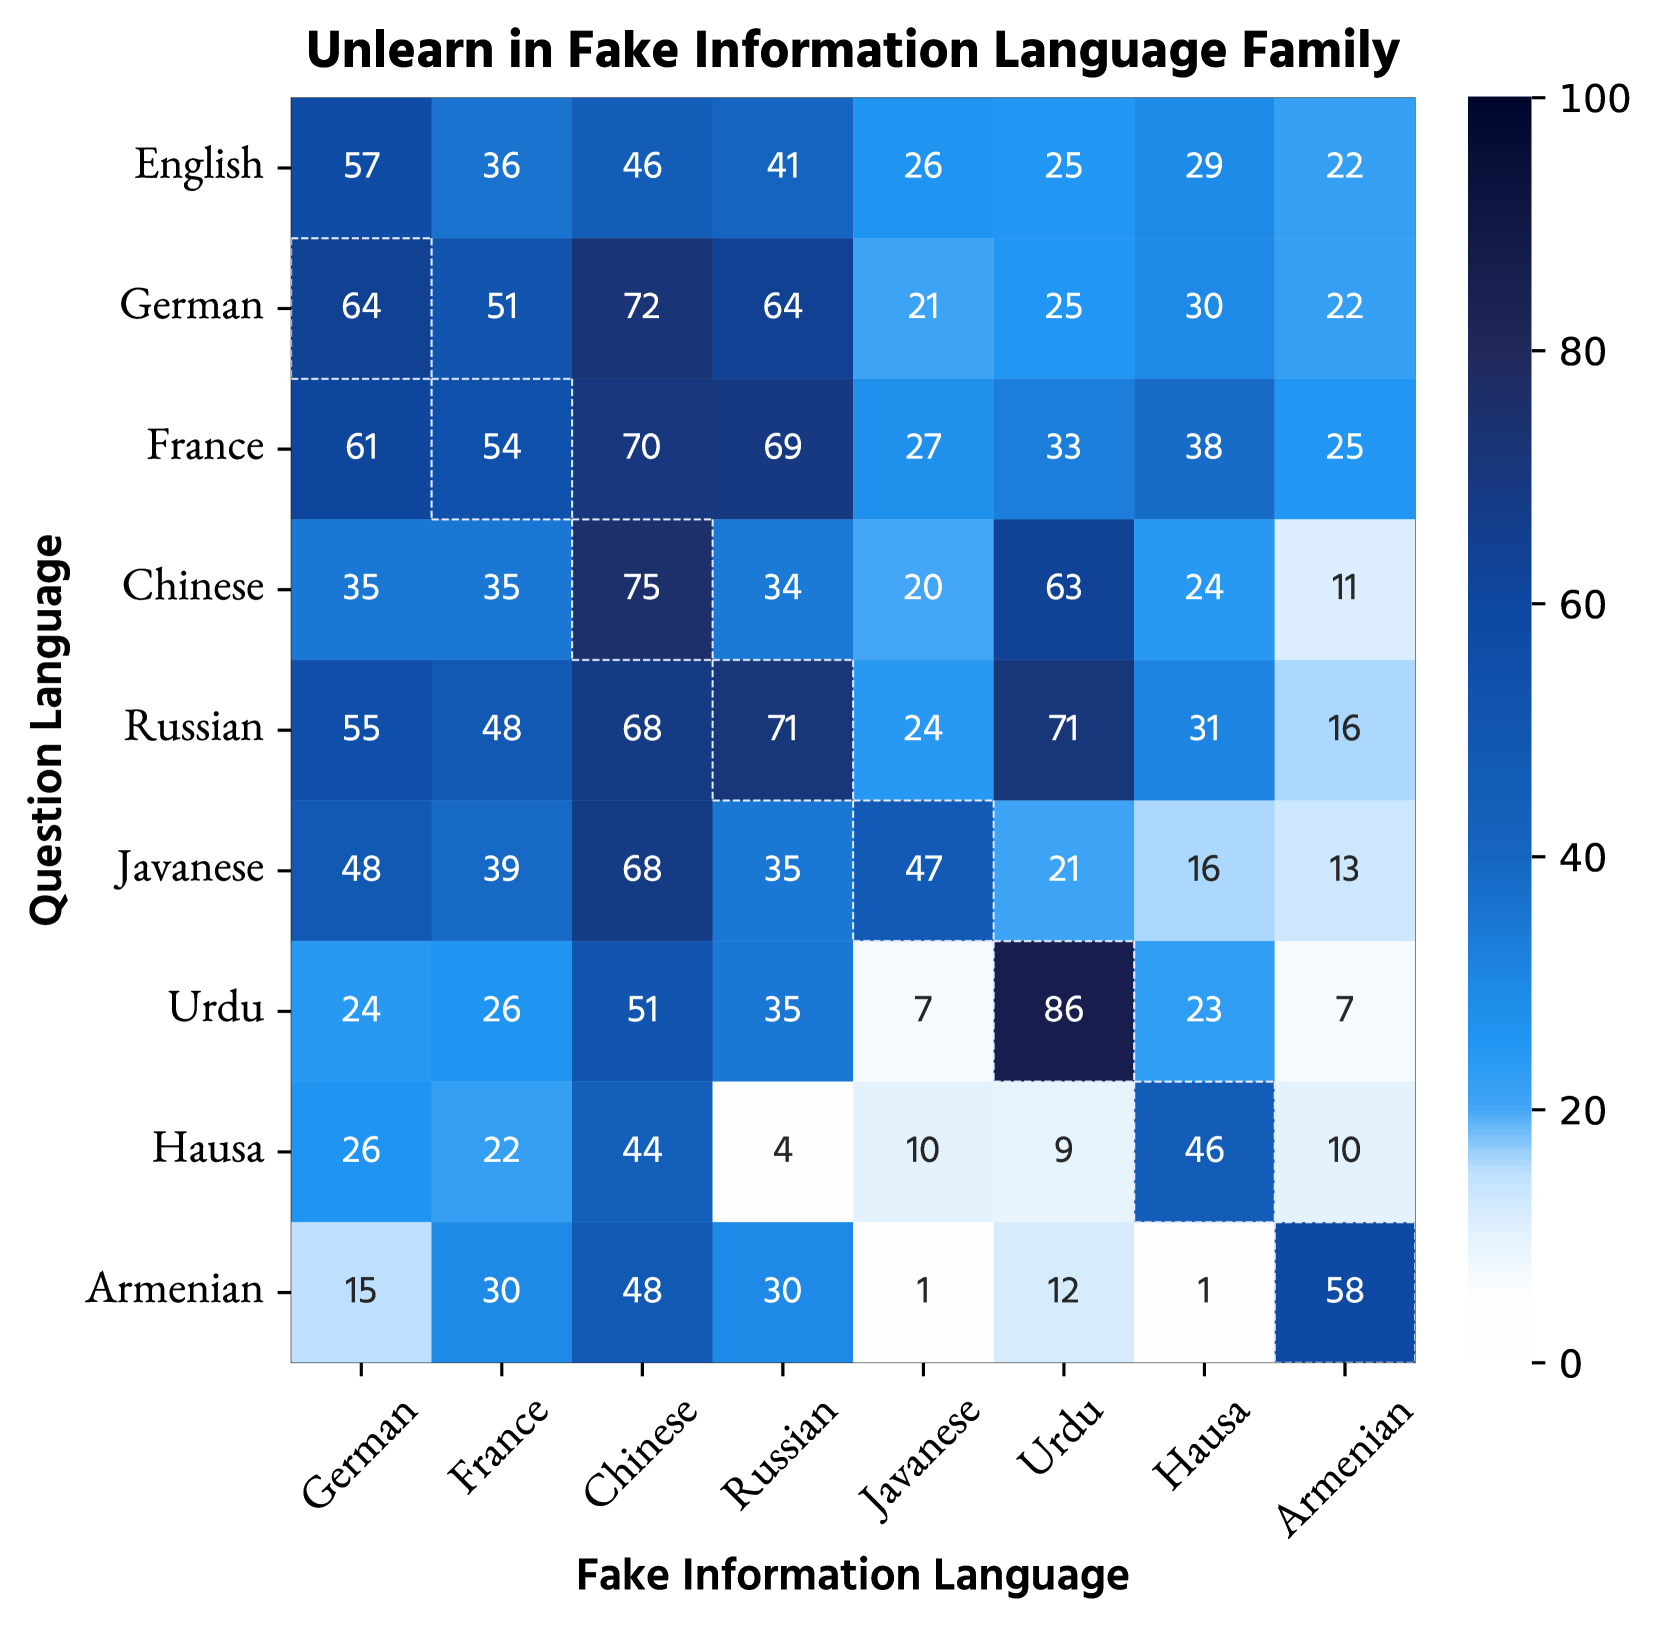 Unlearn in Fake Information Language Family
English 57 36 46 41 26 25 29 22
German 64 51 72 64 21 25 30 22
France 61 54 70 69 27 33 38 25
Chinese 35 35 75 34 20 63 24 11
Russian 55 48 68 71 24 71 31 16
Javanese 48 39 68 35 47 21 16 13
Urdu 24 26 51 35 7 86 23 7
Hausa 26 22 44 4 10 9 46 10
Armenian 15 30 48 30 1 12 1 58
German France Chinese Russian Javanese Urdu Hausa Armenian
Fake Information Language
Question Language
100
80
60
40
20
0